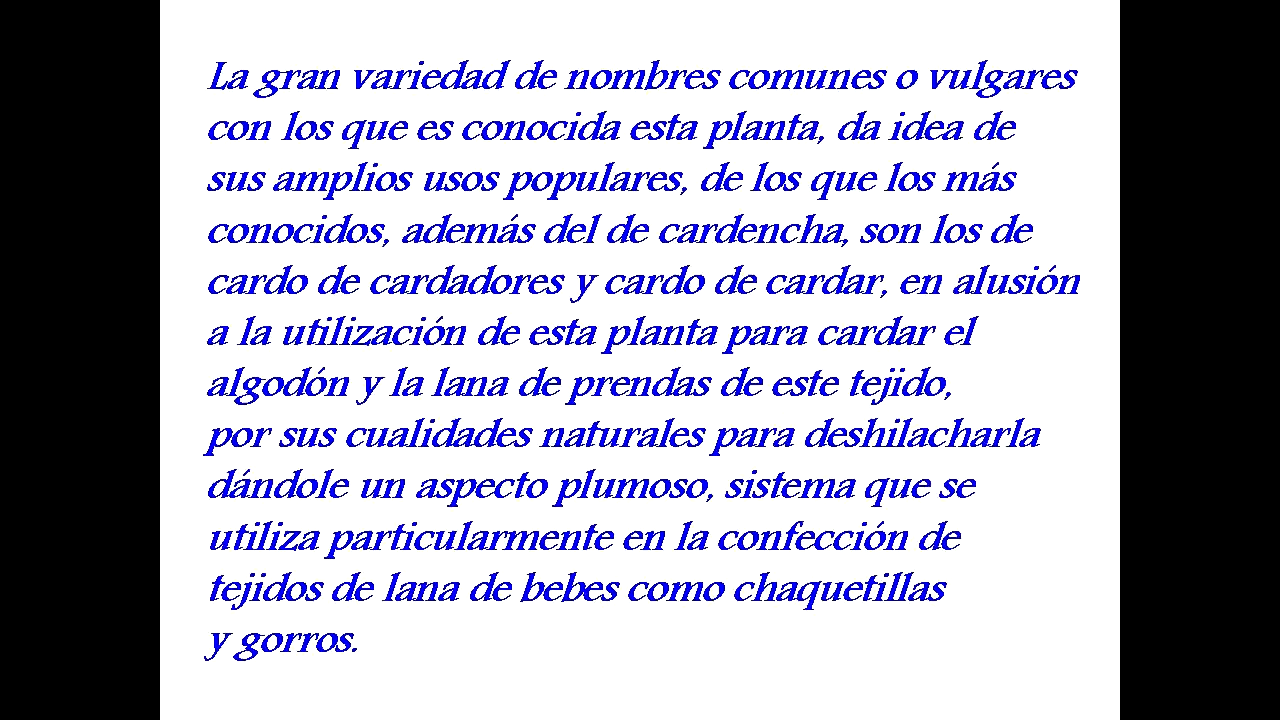 La gran variedad de nombres comunes o vulgares
con los que es conocida esta planta, da idea de
sus amplios usos populares, de los que los más
conocidos, además del de cardencha, son los de
cardo de cardadores y cardo de cardar, en alusión
a la utilización de esta planta para cardar el
algodón y la lana de prendas de este tejido,
por sus cualidades naturales para deshilacharla
dándole un aspecto plumoso, sistema que se
utiliza particularmente en la confección de
tejidos de lana de bebes como chaquetillas
y gorros.